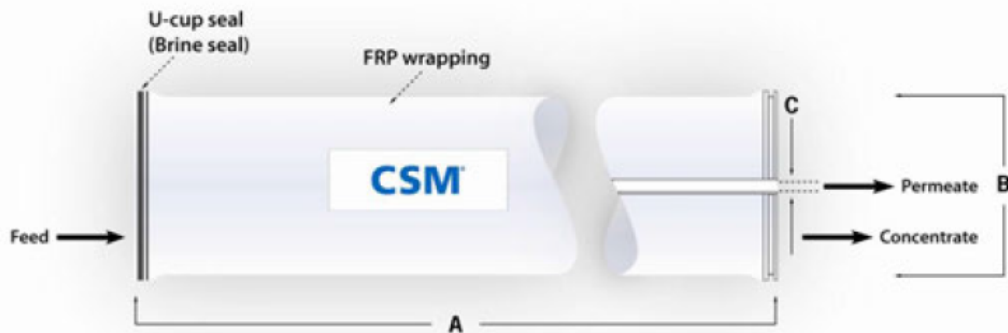 U-cup seal
(Brine seal)
FRP wrapping
C
CSM®
B
Permeate
Feed
Concentrate
A